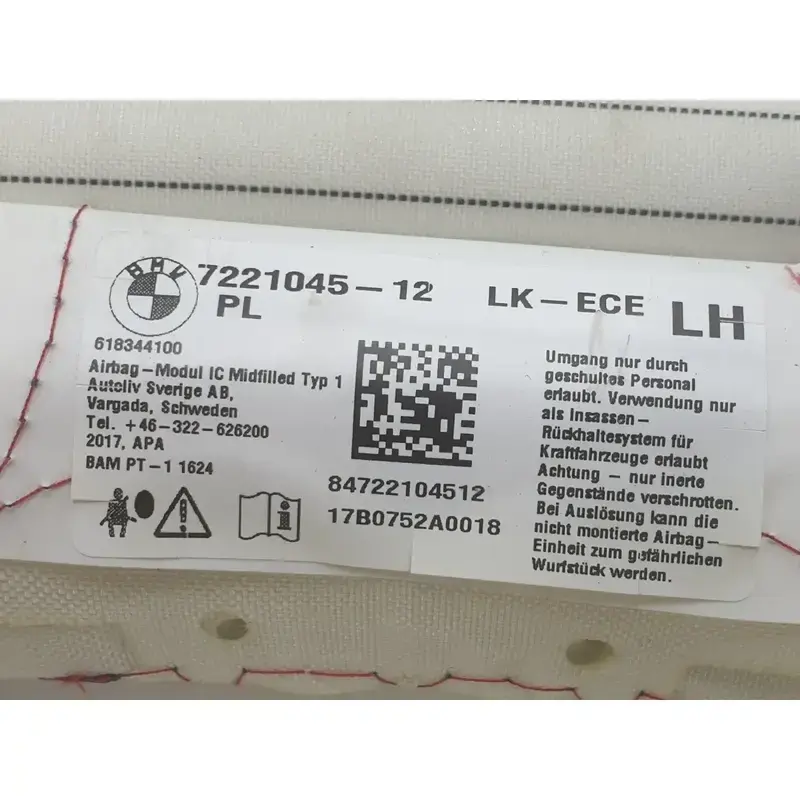 BMW
7221045-12 LK-ECE LH
PL
618344100
Airbag-Modul IC Midfilled Typ 1
Autoliv Sverige AB,
Vargada, Schweden
Tel. +46-322-626200
2017, APA
BAM PT-1 1624
84722104512
17B0752A0018
Umgang nur durch
geschultes Personal
erlaubt. Verwendung nur
als Insassen-
Rückhaltesystem für
Kraftfahrzeuge erlaubt
Achtung - nur inerte
Gegenstände verschrotten.
Bei Auslösung kann die
nicht montierte Airbag-
Einheit zum gefährlichen
Wurfstück werden.